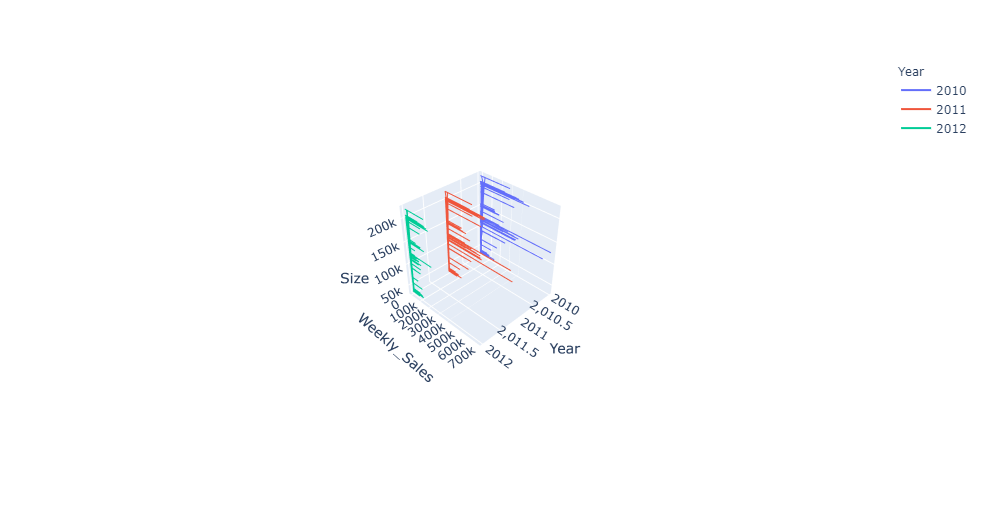 Year
2010
2011
2012
200k
150k
100k
50k
0
Size
100k
200k
300k
400k
500k
600k
700k
Weekly_Sales
2010
2,010.5
2011
2,011.5
2012
Year